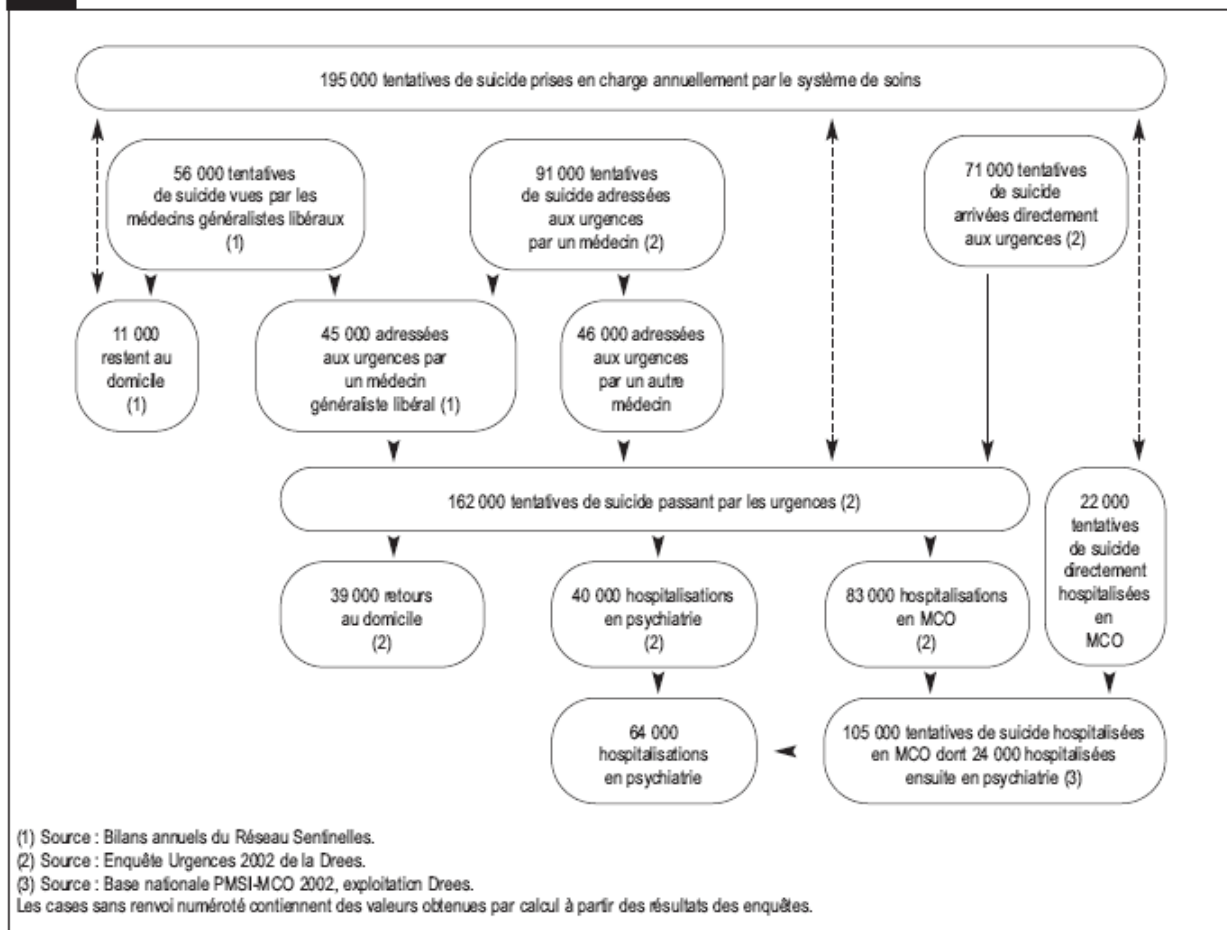 195 000 tentatives de suicide prises en charge annuellement par le système de soins
56 000 tentatives
de suicide vues par les
médecins généralistes libéraux
(1)
91 000 tentatives
de suicide adressées
aux urgences
par un médecin (2)
71 000 tentatives
de suicide
arrivées directement
aux urgences (2)
11 000
restent au
domicile
(1)
45 000 adressées
aux urgences par
un médecin
généraliste libéral (1)
46 000 adressées
aux urgences
par un autre
médecin
162 000 tentatives de suicide passant par les urgences (2)
22 000
tentatives
de suicide
directement
hospitalisées
en
MCO
39 000 retours
au domicile
(2)
40 000 hospitalisations
en psychiatrie
(2)
83 000 hospitalisations
en MCO
(2)
64 000
hospitalisations
en psychiatrie
105 000 tentatives de suicide hospitalisées
en MCO dont 24 000 hospitalisées
ensuite en psychiatrie (3)
(1) Source : Bilans annuels du Réseau Sentinelles.
(2) Source : Enquête Urgences 2002 de la Drees.
(3) Source : Base nationale PMSI-MCO 2002, exploitation Drees.
Les cases sans renvoi numéroté contiennent des valeurs obtenues par calcul à partir des résultats des enquêtes.